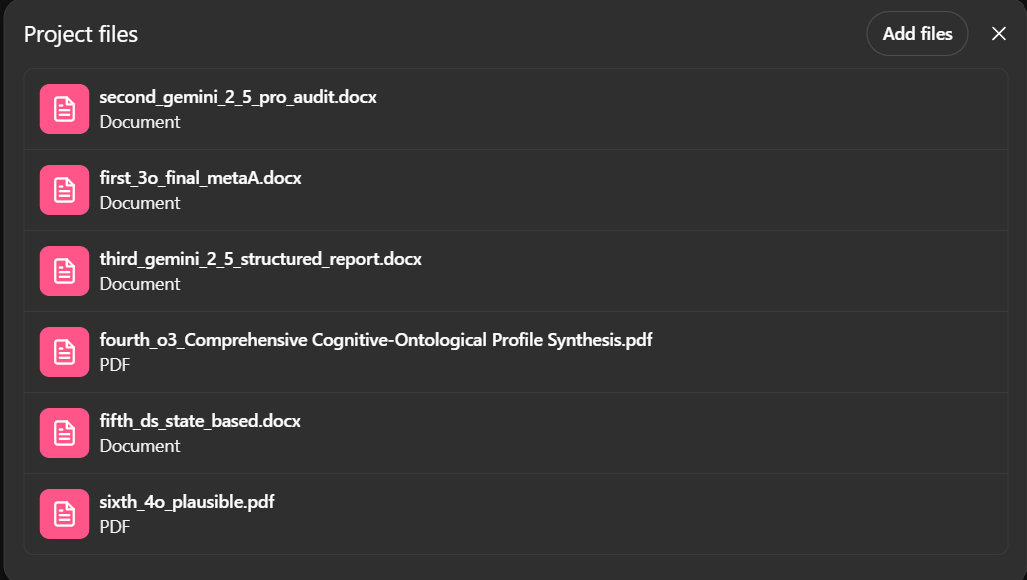 Project files
Add files
second_gemini_2_5_pro_audit.docx
Document
first_3o_final_metaA.docx
Document
third_gemini_2_5_structured_report.docx
Document
fourth_o3_Comprehensive Cognitive-Ontological Profile Synthesis.pdf
PDF
fifth_ds_state_based.docx
Document
sixth_4o_plausible.pdf
PDF